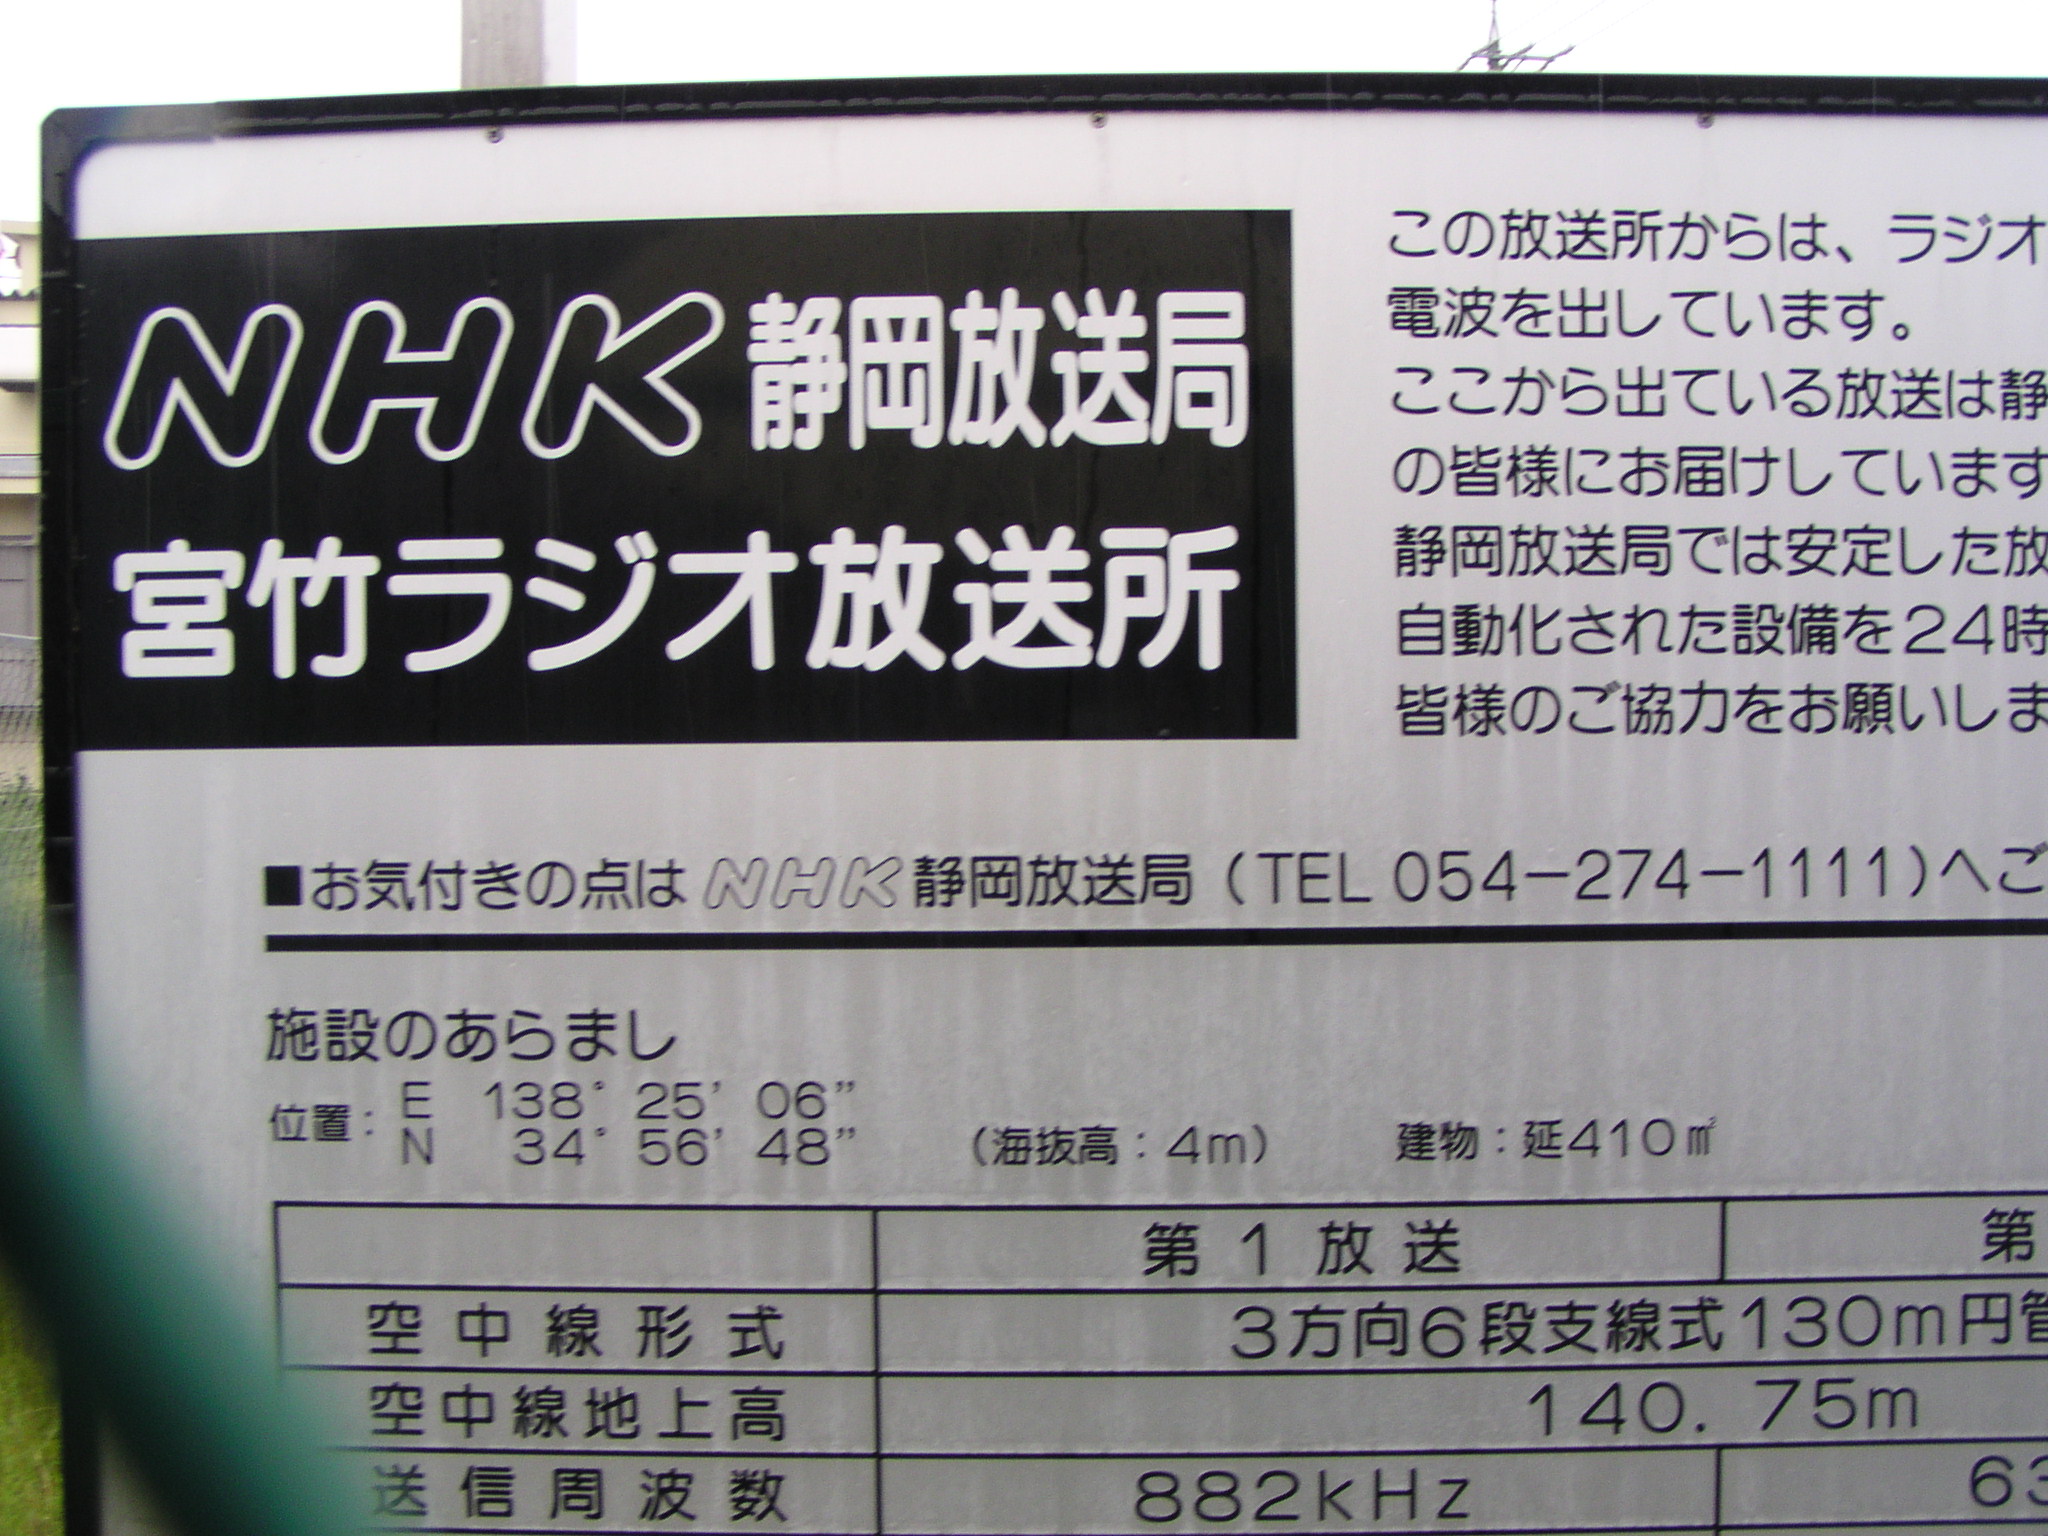 NHK静岡放送局
宮竹ラジオ放送所
この放送所からは、ラジオ
電波を出しています。
ここから出ている放送は静
の皆様にお届けしています
静岡放送局では安定した放
自動化された設備を24時
皆様のご協力をお願いしま
■お気付きの点は NHK静岡放送局（TEL 054-274-1111）へご
施設のあらまし
位置： E 138° 25’ 06”
N 34° 56’ 48” （海抜高：4m） 建物：延410㎡
第1放送 第
空中線形式 3方向6段支線式130m円管
空中線地上高 140.75m
送信周波数 882kHz 63